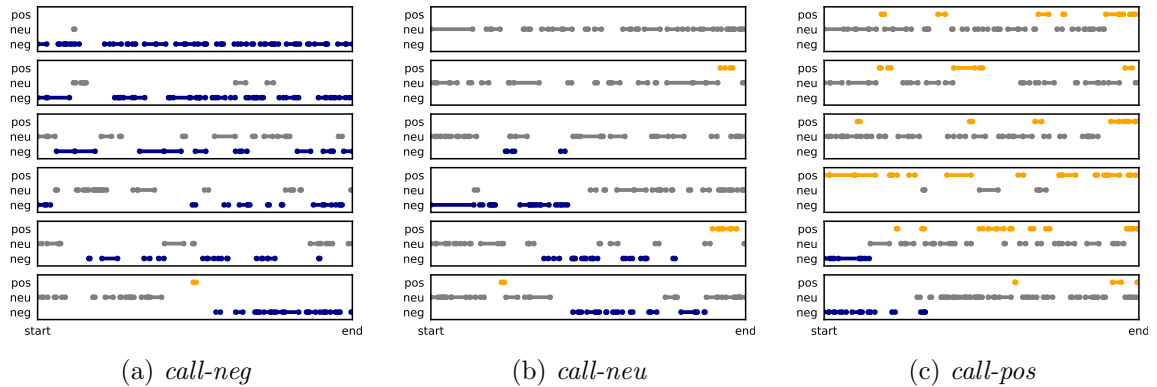 pos
neu
neg
pos
neu
neg
pos
neu
neg
pos
neu
neg
pos
neu
neg
pos
neu
neg
start end
(a) call-neg
pos
neu
neg
pos
neu
neg
pos
neu
neg
pos
neu
neg
pos
neu
neg
pos
neu
neg
start end
(b) call-neu
pos
neu
neg
pos
neu
neg
pos
neu
neg
pos
neu
neg
pos
neu
neg
pos
neu
neg
start end
(c) call-pos